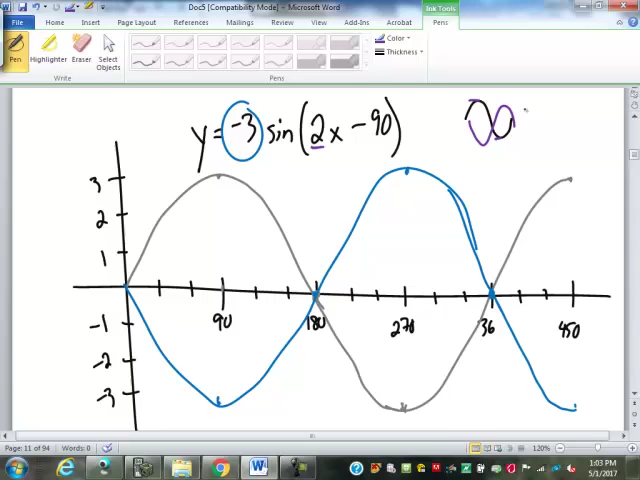 Doc5 [Compatibility Mode] - Microsoft Word
Ink Tools
File Home Insert Page Layout References Mailings Review View Add-Ins Acrobat Pens
Pen Highlighter Eraser Select Objects
Color
Thickness
Write Pens
y = -3 sin(2x - 90)
3
2
1
-1
-2
-3
90 180 270 36 450
Page: 11 of 94 Words: 0 120%
1:03 PM
5/1/2017